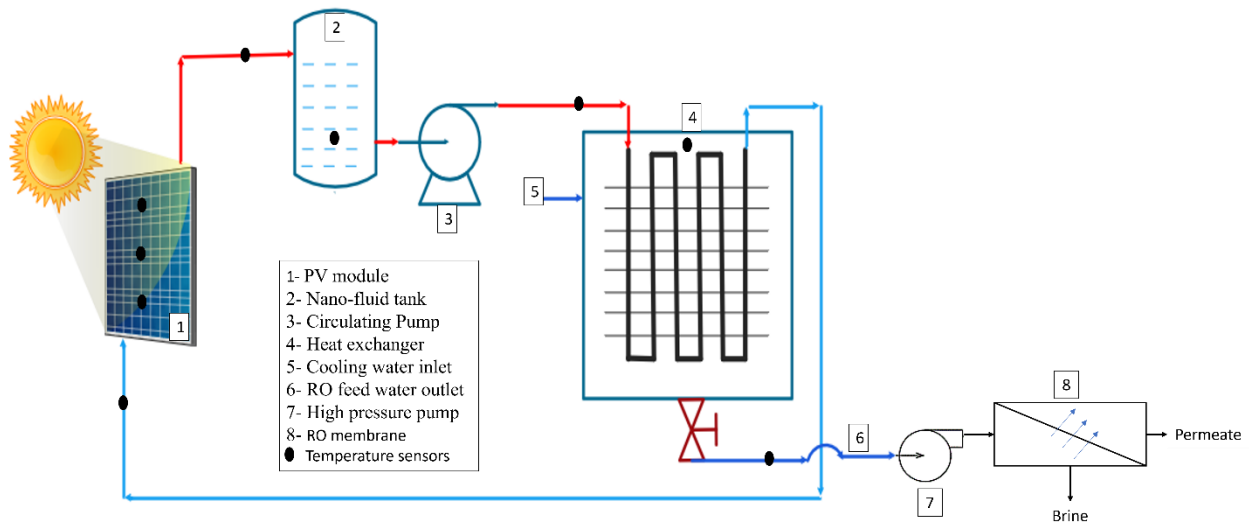 2
4
5
3
1
1- PV module
2- Nano-fluid tank
3- Circulating Pump
4- Heat exchanger
5- Cooling water inlet
6- RO feed water outlet
7- High pressure pump
8- RO membrane
Temperature sensors
8
6
Permeate
7
Brine